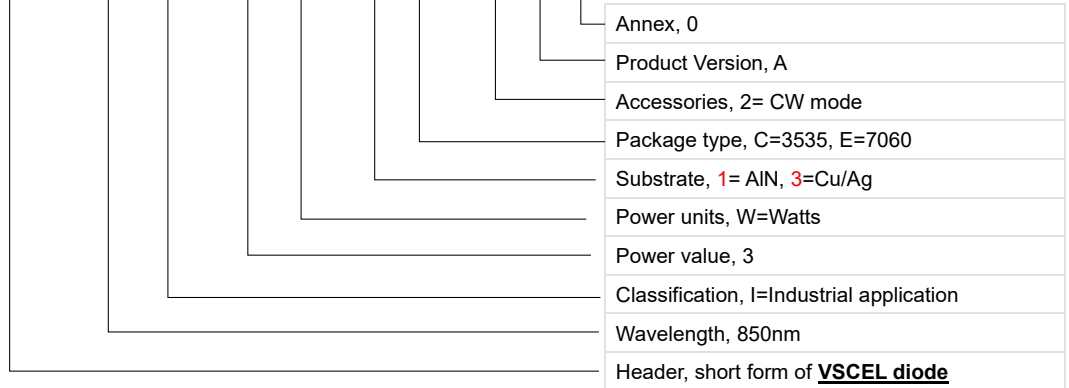 Annex, 0
Product Version, A
Accessories, 2= CW mode
Package type, C=3535, E=7060
Substrate, 1= AlN, 3=Cu/Ag
Power units, W=Watts
Power value, 3
Classification, I=Industrial application
Wavelength, 850nm
Header, short form of VSCEL diode